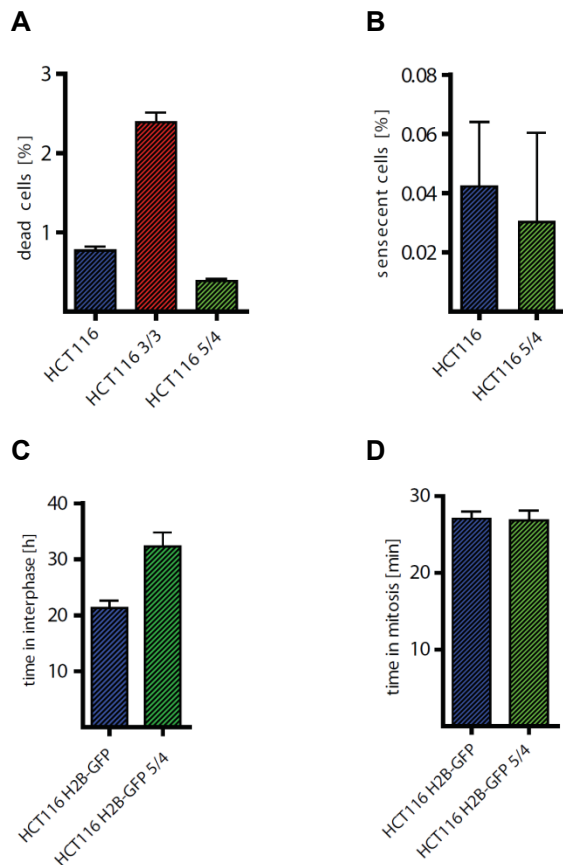 A
dead cells [%]
3
2
1
HCT116
HCT116 3/3
HCT116 5/4
B
sensecent cells [%]
0.08
0.06
0.04
0.02
HCT116
HCT116 5/4
C
time in interphase [h]
40
30
20
10
HCT116 H2B-GFP
HCT116 H2B-GFP 5/4
D
time in mitosis [min]
30
20
10
HCT116 H2B-GFP
HCT116 H2B-GFP 5/4